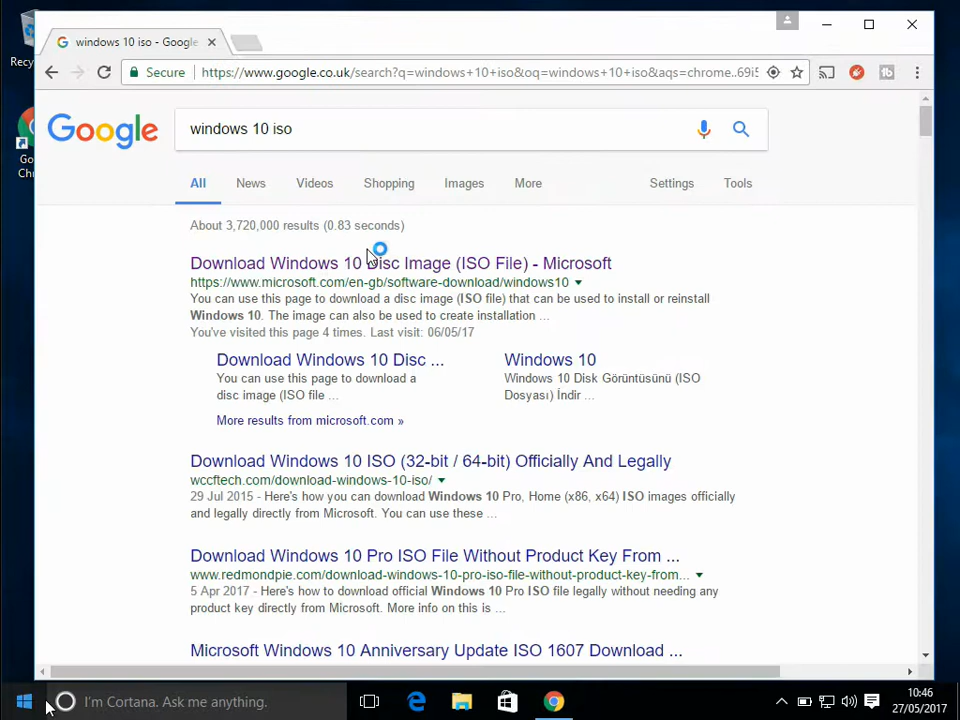 Recy
Go
Chr
windows 10 iso - Google
Secure
https://www.google.co.uk/search?q=windows+10+iso&oq=windows+10+iso&aqs=chrome..69i5
Google
windows 10 iso
All News Videos Shopping Images More Settings Tools
About 3,720,000 results (0.83 seconds)
Download Windows 10 Disc Image (ISO File) - Microsoft
https://www.microsoft.com/en-gb/software-download/windows10
You can use this page to download a disc image (ISO file) that can be used to install or reinstall
Windows 10. The image can also be used to create installation ...
You've visited this page 4 times. Last visit: 06/05/17
Download Windows 10 Disc ...
You can use this page to download a
disc image (ISO file ...
Windows 10
Windows 10 Disk Görüntüsünü (ISO
Dosyası) İndir ...
More results from microsoft.com »
Download Windows 10 ISO (32-bit / 64-bit) Officially And Legally
wccftech.com/download-windows-10-iso/
29 Jul 2015 - Here's how you can download Windows 10 Pro, Home (x86, x64) ISO images officially
and legally directly from Microsoft. You can use these ...
Download Windows 10 Pro ISO File Without Product Key From ...
www.redmondpie.com/download-windows-10-pro-iso-file-without-product-key-from...
5 Apr 2017 - Here's how to download official Windows 10 Pro ISO file legally without needing any
product key directly from Microsoft. More info on this is ...
Microsoft Windows 10 Anniversary Update ISO 1607 Download ...
I'm Cortana. Ask me anything.
10:46
27/05/2017